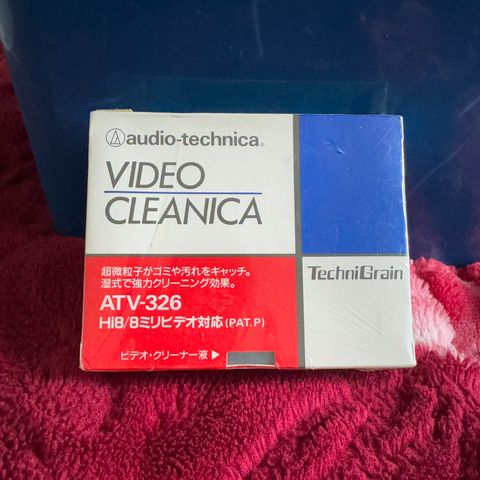 audio-technica®
VIDEO
CLEANICA
超微粒子がゴミや汚れをキャッチ。
湿式で強力クリーニング効果。
TechniGrain
ATV-326
Hi8/8ミリビデオ対応(PAT.P)
ビデオ・クリーナー液▶